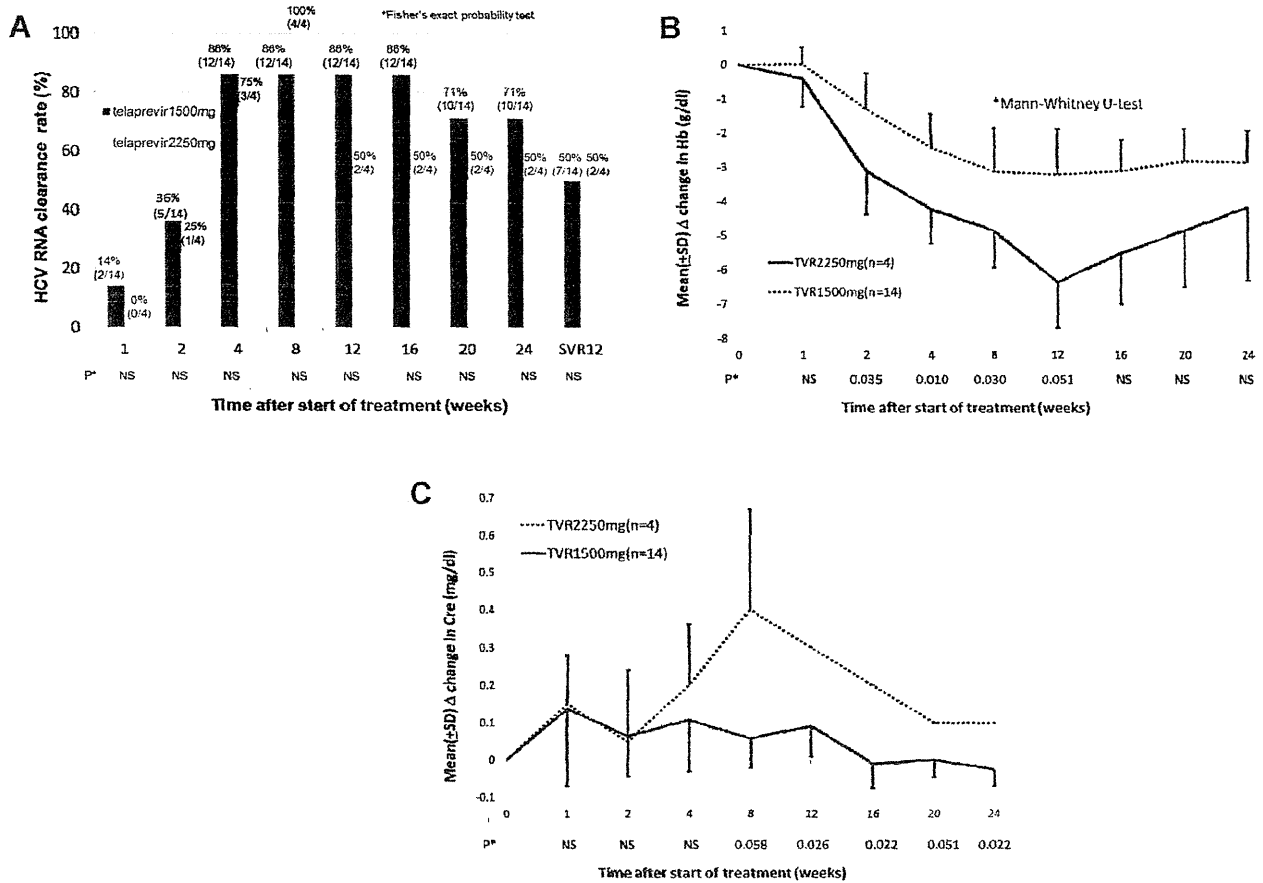 A
*Fisher's exact probability test
HCV RNA clearance rate (%)
100
80
60
40
20
0
■telaprevir1500mg
telaprevir2250mg
14%
(2/14)
0%
(0/4)
36%
(5/14)
25%
(1/4)
86%
(12/14)
75%
(3/4)
86%
(12/14)
100%
(4/4)
86%
(12/14)
50%
(2/4)
86%
(12/14)
50%
(2/4)
71%
(10/14)
50%
(2/4)
71%
(10/14)
50%
(2/4)
50%
(7/14)
50%
(2/4)
1 2 4 8 12 16 20 24 SVR12
P* NS NS NS NS NS NS NS NS NS
Time after start of treatment (weeks)
B
Mean(±SD) Δ change in Hb (g/dl)
1
0
-1
-2
-3
-4
-5
-6
-7
-8
*Mann-Whitney U-test
TVR2250mg(n=4)
TVR1500mg(n=14)
0 1 2 4 8 12 16 20 24
P* NS 0.035 0.010 0.030 0.051 NS NS NS
Time after start of treatment (weeks)
C
Mean(±SD) Δ change in Cre (mg/dl)
0.7
0.6
0.5
0.4
0.3
0.2
0.1
0
-0.1
TVR2250mg(n=4)
TVR1500mg(n=14)
0 1 2 4 8 12 16 20 24
P* NS NS NS 0.058 0.026 0.022 0.051 0.022
Time after start of treatment (weeks)